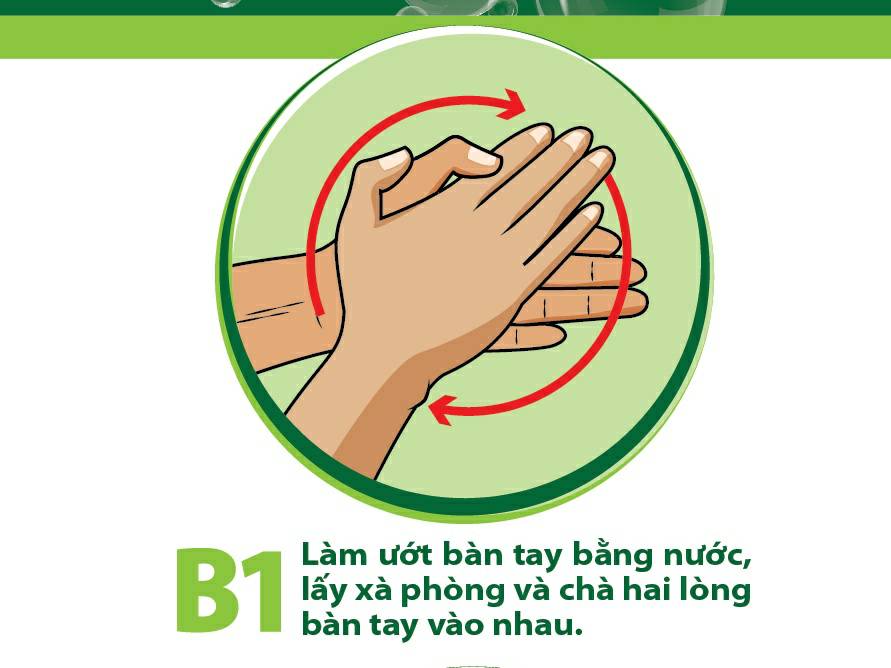 B1
Làm ướt bàn tay bằng nước,
lấy xà phòng và chà hai lòng
bàn tay vào nhau.